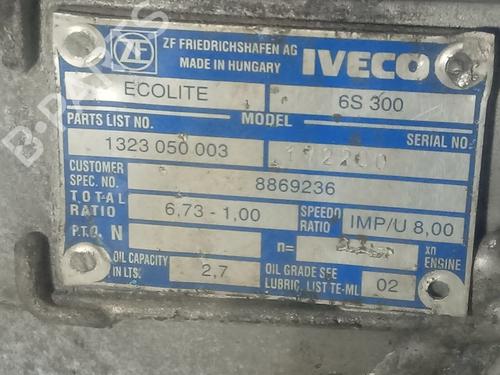 ZF
ZF FRIEDRICHSHAFEN AG
MADE IN HUNGARY
IVECO
ECOLITE
6S 300
PARTS LIST NO.
MODEL
SERIAL NO.
1323 050 003
CUSTOMER SPEC. NO.
8869236
TOTAL RATIO
6,73 - 1,00
SPEEDO RATIO
IMP/U 8,00
P.T.O. N
n=
xn ENGINE
OIL CAPACITY IN LTS.
2,7
OIL GRADE SEE LUBRIC. LIST TE-ML
02
B-PARTS